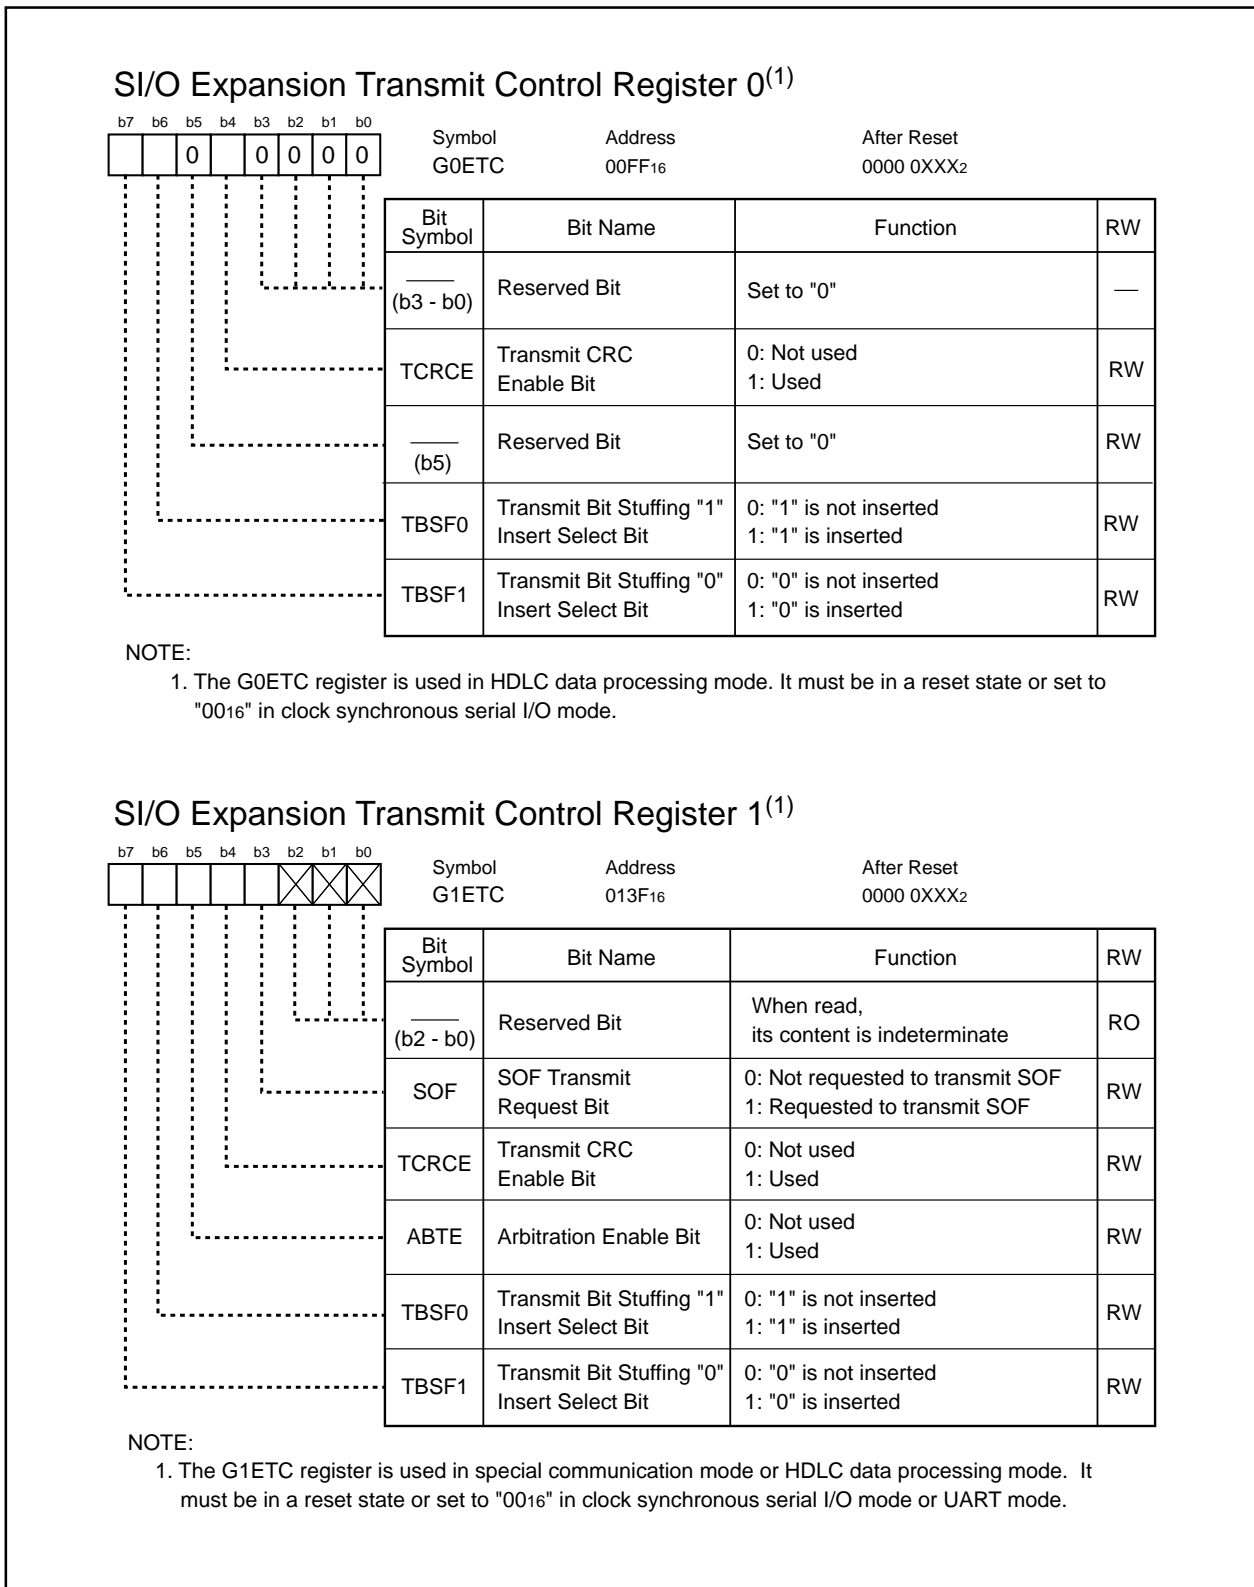 SI/O Expansion Transmit Control Register 0(1)
b7 b6 b5 b4 b3 b2 b1 b0
0 0 0 0 0
Symbol Address After Reset
G0ETC 00FF16 0000 0XXX2
Bit Symbol Bit Name Function RW
(b3 - b0) Reserved Bit Set to "0" —
TCRCE Transmit CRC Enable Bit 0: Not used 1: Used RW
(b5) Reserved Bit Set to "0" RW
TBSF0 Transmit Bit Stuffing "1" Insert Select Bit 0: "1" is not inserted 1: "1" is inserted RW
TBSF1 Transmit Bit Stuffing "0" Insert Select Bit 0: "0" is not inserted 1: "0" is inserted RW
NOTE:
1. The G0ETC register is used in HDLC data processing mode. It must be in a reset state or set to
"0016" in clock synchronous serial I/O mode.
SI/O Expansion Transmit Control Register 1(1)
b7 b6 b5 b4 b3 b2 b1 b0
Symbol Address After Reset
G1ETC 013F16 0000 0XXX2
Bit Symbol Bit Name Function RW
(b2 - b0) Reserved Bit When read, its content is indeterminate RO
SOF SOF Transmit Request Bit 0: Not requested to transmit SOF 1: Requested to transmit SOF RW
TCRCE Transmit CRC Enable Bit 0: Not used 1: Used RW
ABTE Arbitration Enable Bit 0: Not used 1: Used RW
TBSF0 Transmit Bit Stuffing "1" Insert Select Bit 0: "1" is not inserted 1: "1" is inserted RW
TBSF1 Transmit Bit Stuffing "0" Insert Select Bit 0: "0" is not inserted 1: "0" is inserted RW
NOTE:
1. The G1ETC register is used in special communication mode or HDLC data processing mode. It
must be in a reset state or set to "0016" in clock synchronous serial I/O mode or UART mode.